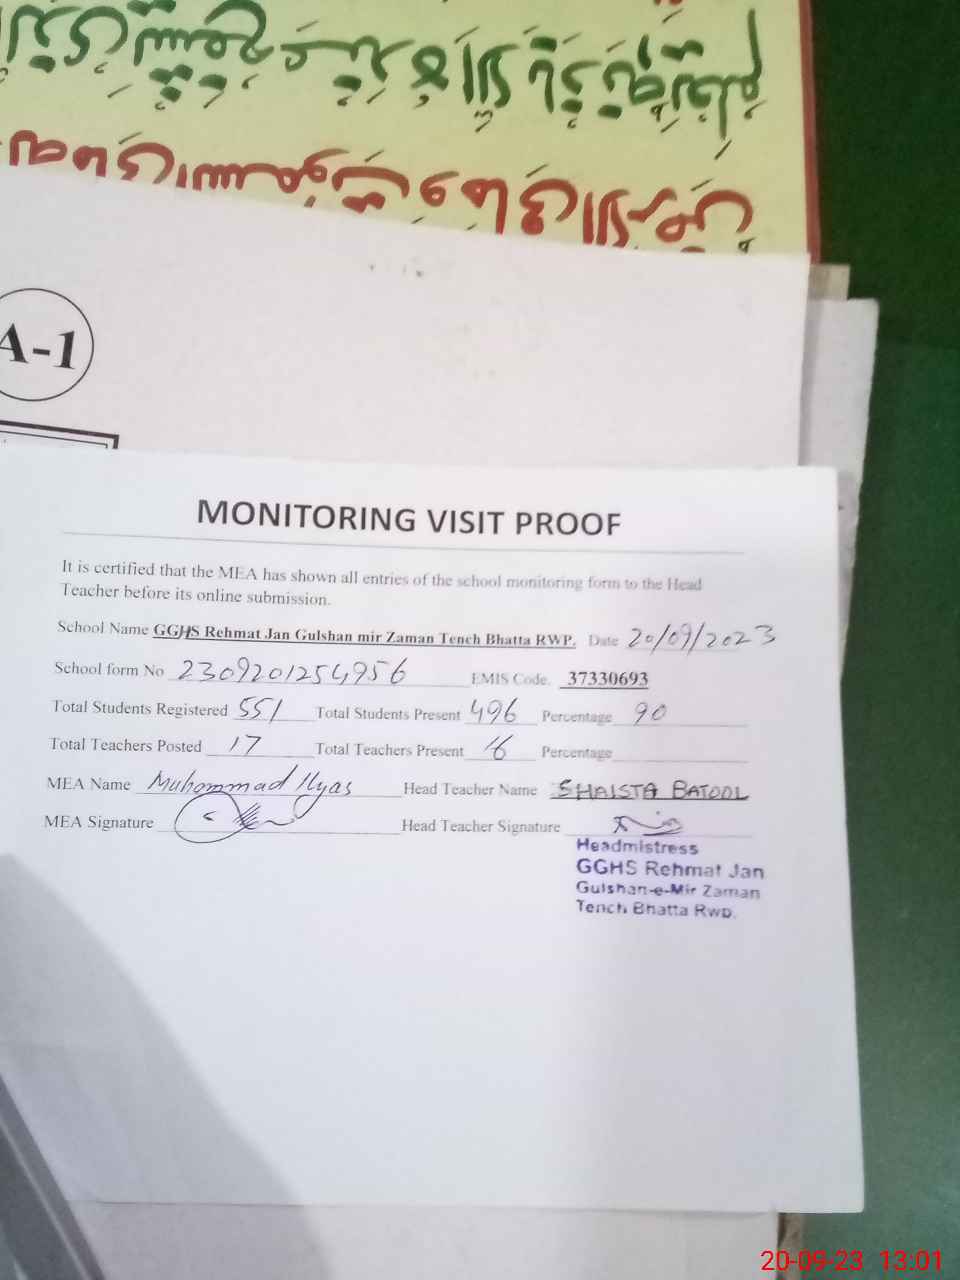 A-1
MONITORING VISIT PROOF
It is certified that the MEA has shown all entries of the school monitoring form to the Head
Teacher before its online submission.
School Name GGHS Rehmat Jan Gulshan mir Zaman Tench Bhatta RWP. Date 20/09/2023
School form No 2309201254956 EMIS Code. 37330693
Total Students Registered 551 Total Students Present 496 Percentage 90
Total Teachers Posted 17 Total Teachers Present 16 Percentage
MEA Name Muhammad Ilyas Head Teacher Name SHAISTA BATOOL
MEA Signature Head Teacher Signature
Headmistress
GGHS Rehmat Jan
Gulshan-e-Mir Zaman
Tench Bhatta Rwp.
20-09-23 13:01